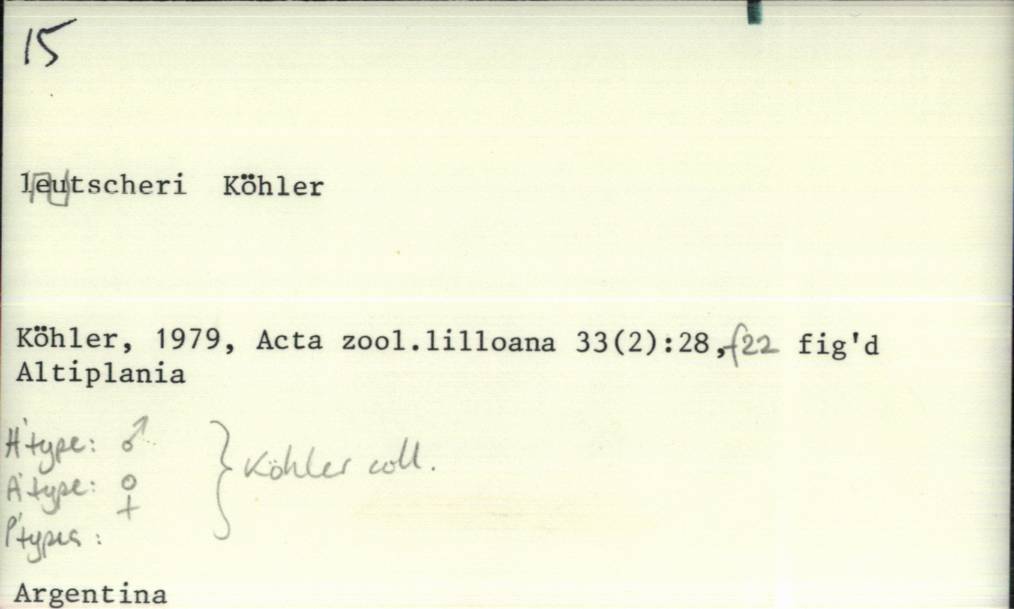 15
leutscheri Köhler
Köhler, 1979, Acta zool.lilloana 33(2):28, f22 fig'd
Altiplania
H'type: ♂
A'type: ♀
P'types:
} Köhler coll.
Argentina